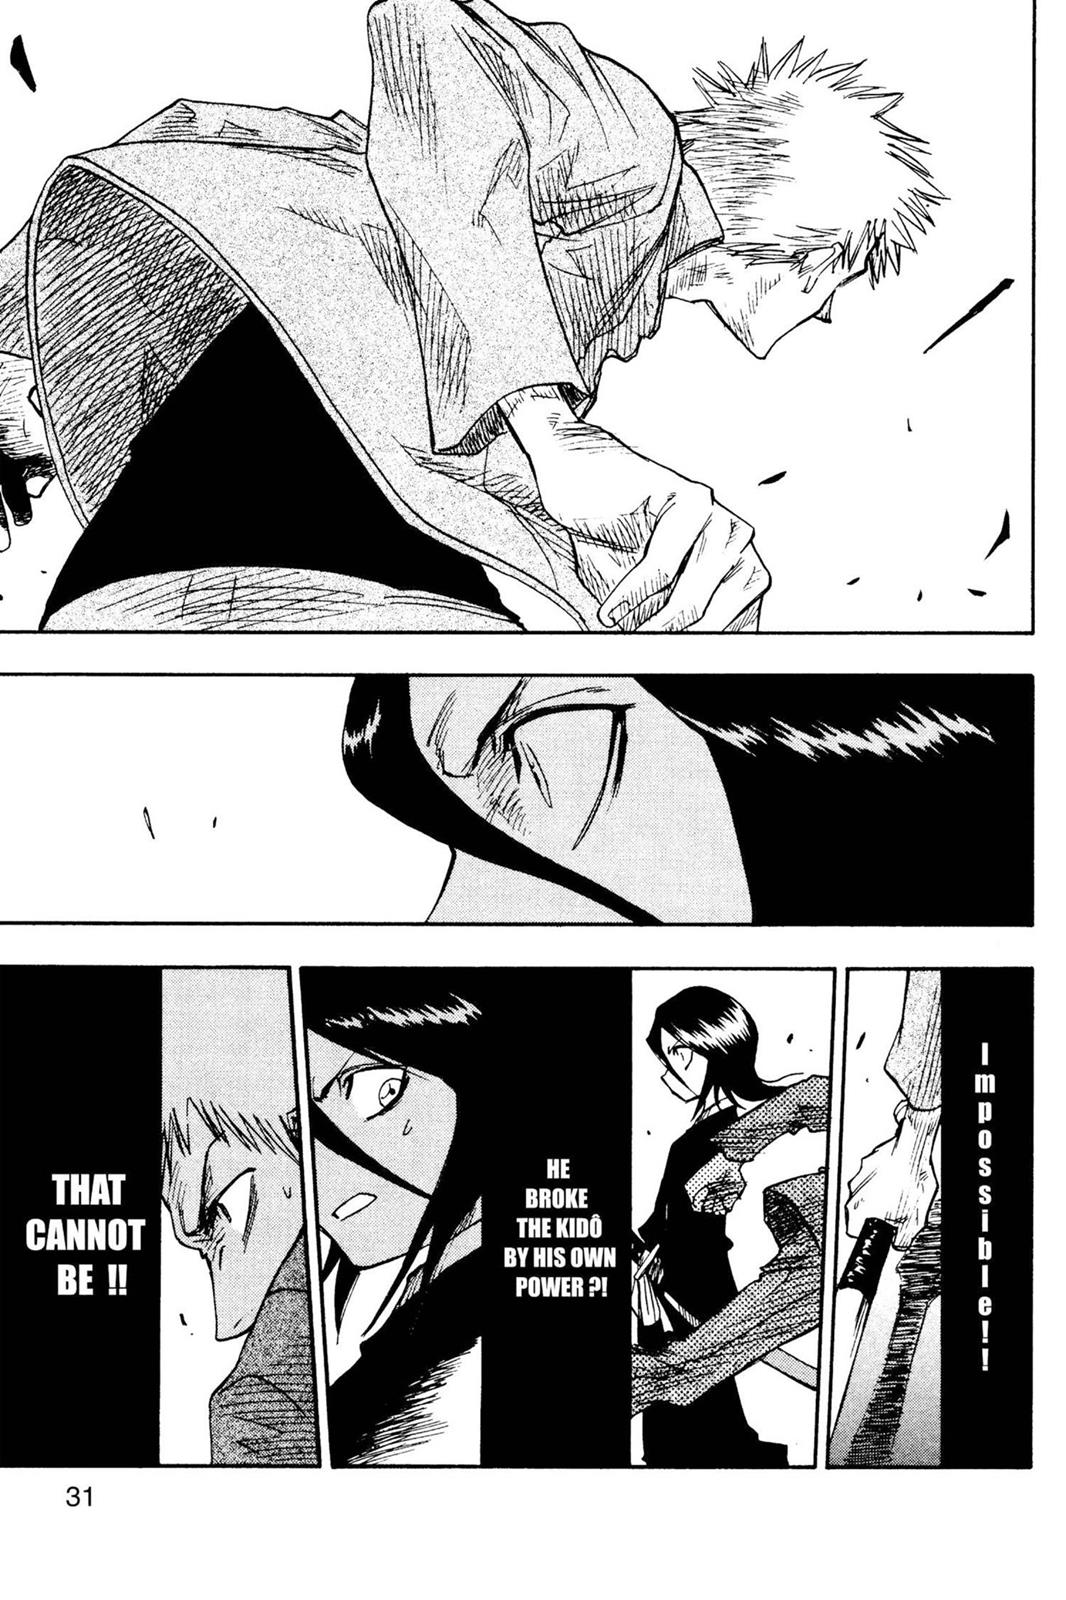 Impossible!!
HE
BROKE
THE KIDÔ
BY HIS OWN
POWER ?!
THAT
CANNOT
BE !!
31